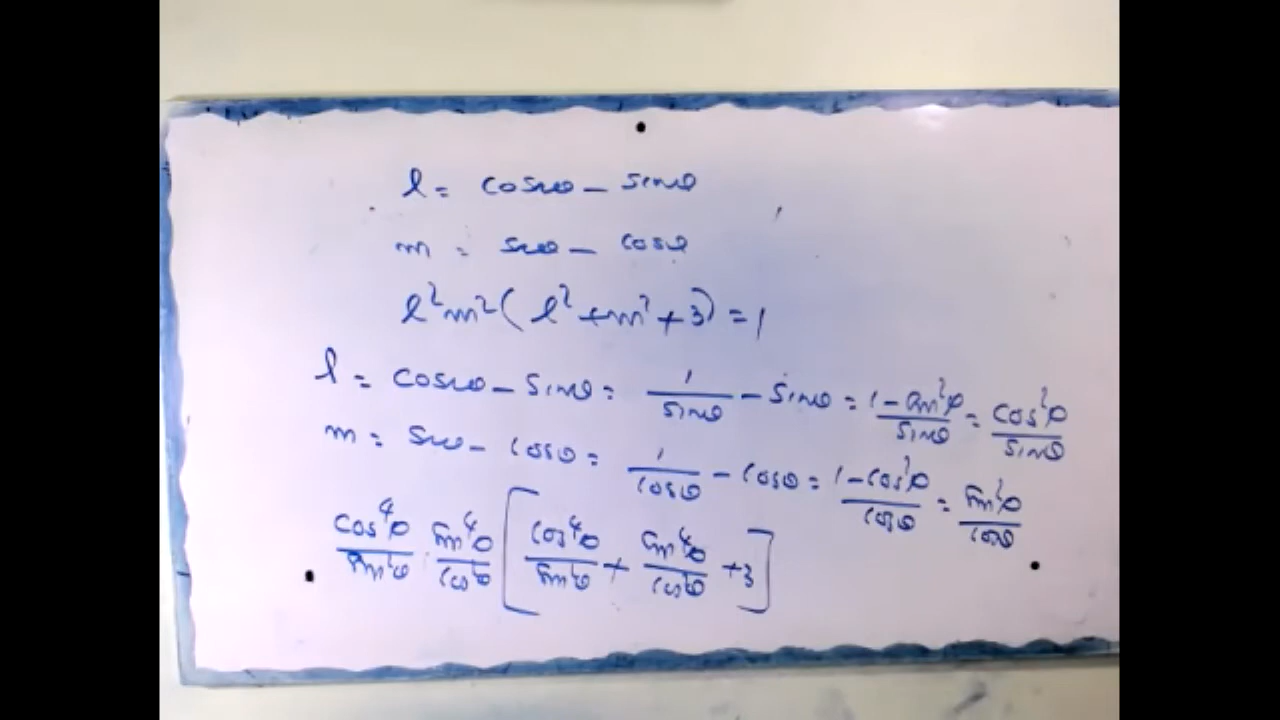 l = cosecθ - sinθ
m = secθ - cosθ
l²m²(l²+m²+3) = 1
l = cosecθ - sinθ = 1/sinθ - sinθ = 1-sin²θ/sinθ = cos²θ/sinθ
m = secθ - cosθ = 1/cosθ - cosθ = 1-cos²θ/cosθ = sin²θ/cosθ
cos⁴θ/sin²θ · sin⁴θ/cos²θ [cos⁴θ/sin²θ + sin⁴θ/cos²θ + 3]